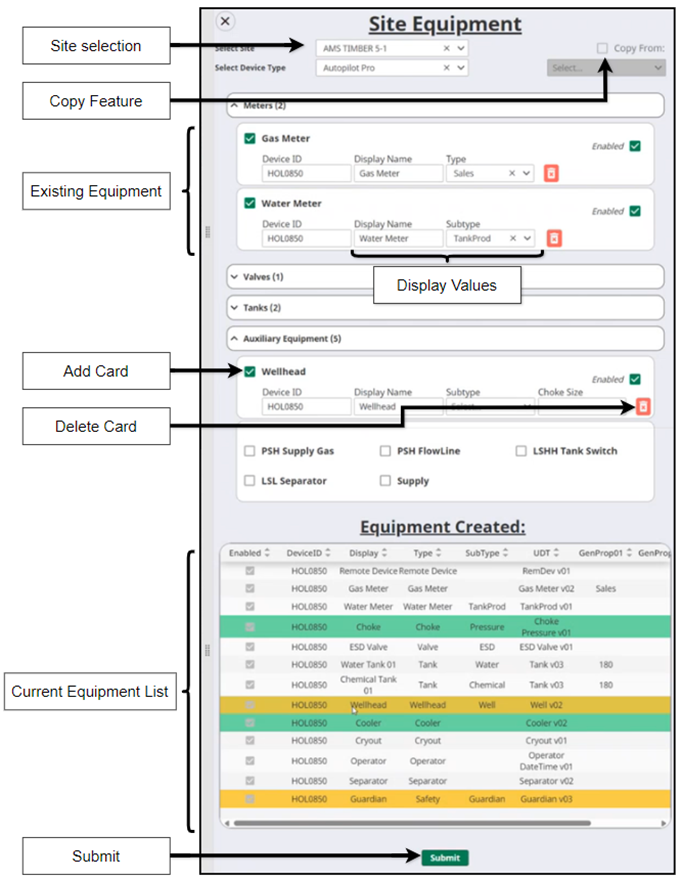 Site Equipment
Site selection
Select Site AMS TIMBER 5-1 Copy From:
Select Device Type Autopilot Pro Select...
Copy Feature
Meters (2)
Existing Equipment
Gas Meter Enabled
Device ID Display Name Type
HOL0850 Gas Meter Sales
Water Meter Enabled
Device ID Display Name Subtype
HOL0850 Water Meter TankProd
Display Values
Valves (1)
Tanks (2)
Auxiliary Equipment (5)
Add Card
Wellhead Enabled
Device ID Display Name Subtype Choke Size
HOL0850 Wellhead
Delete Card
PSH Supply Gas PSH FlowLine LSHH Tank Switch
LSL Separator Supply
Equipment Created:
Current Equipment List
Enabled DeviceID Display Type SubType UDT GenProp01 GenProp
HOL0850 Remote Device Remote Device RemDev v01
HOL0850 Gas Meter Gas Meter Gas Meter v02 Sales
HOL0850 Water Meter Water Meter TankProd TankProd v01
HOL0850 Choke Choke Pressure Choke
Pressure v01
HOL0850 ESD Valve Valve ESD ESD Valve v01
HOL0850 Water Tank 01 Tank Water Tank v03 180
HOL0850 Chemical Tank Tank Chemical Tank v03 180
01
HOL0850 Wellhead Wellhead Well Well v02
HOL0850 Cooler Cooler Cooler v02
HOL0850 Cryout Cryout Cryout v01
HOL0850 Operator Operator Operator
DateTime v01
HOL0850 Separator Separator Separator v02
HOL0850 Guardian Safety Guardian Guardian v03
Submit
Submit